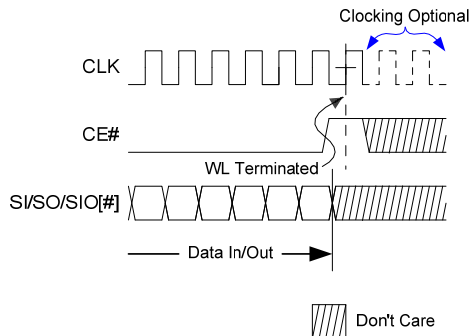 Clocking Optional
CLK
CE#
WL Terminated
SI/SO/SIO[#]
Data In/Out
Don't Care